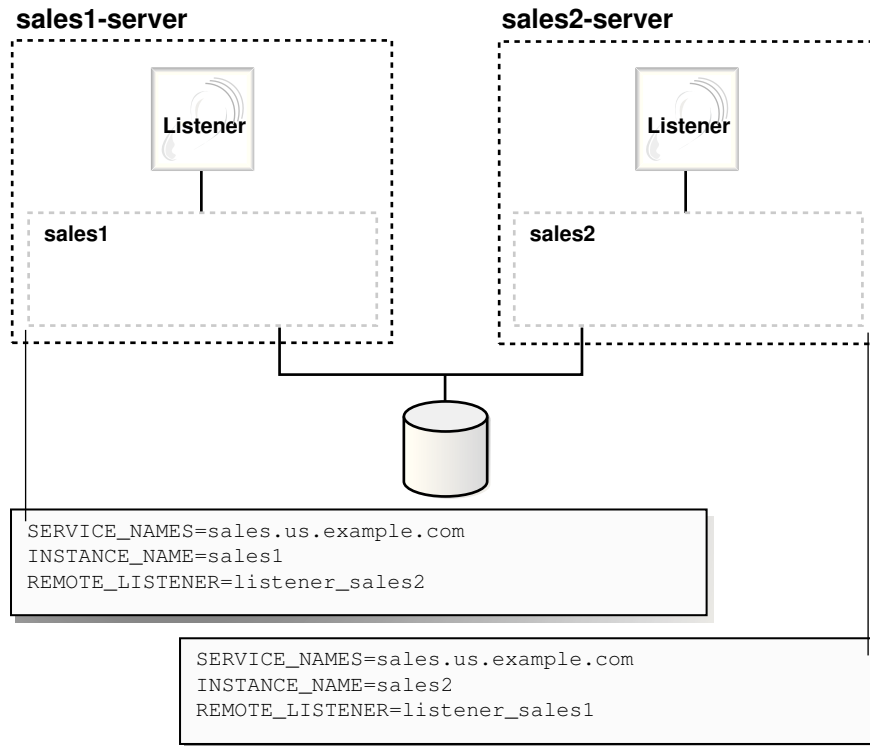 sales1-server
sales2-server
Listener
Listener
sales1
sales2
SERVICE_NAMES=sales.us.example.com
INSTANCE_NAME=sales1
REMOTE_LISTENER=listener_sales2
SERVICE_NAMES=sales.us.example.com
INSTANCE_NAME=sales2
REMOTE_LISTENER=listener_sales1